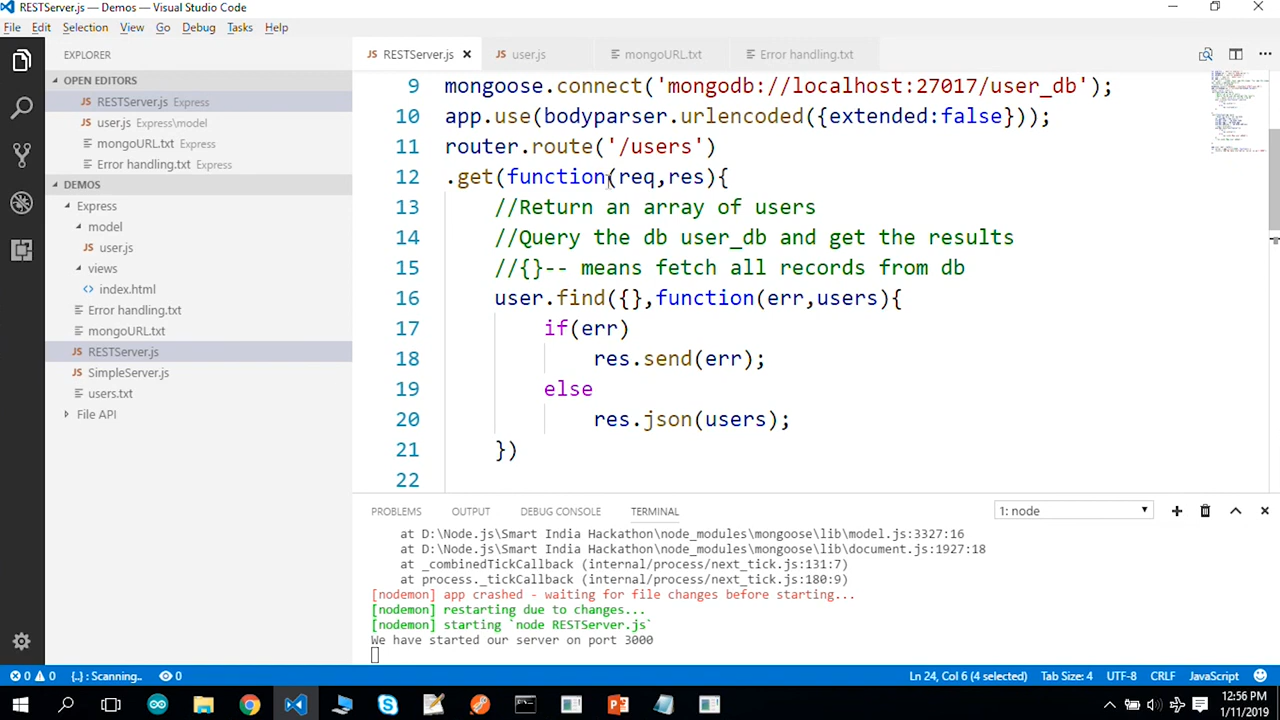 RESTServer.js - Demos - Visual Studio Code
File Edit Selection View Go Debug Tasks Help
EXPLORER
OPEN EDITORS
JS RESTServer.js Express
JS user.js Express\model
mongoURL.txt Express
Error handling.txt Express
DEMOS
Express
model
JS user.js
views
<> index.html
Error handling.txt
mongoURL.txt
JS RESTServer.js
JS SimpleServer.js
users.txt
File API
JS RESTServer.js × JS user.js mongoURL.txt Error handling.txt
9 mongoose.connect('mongodb://localhost:27017/user_db');
10 app.use(bodyparser.urlencoded({extended:false}));
11 router.route('/users')
12 .get(function(req,res){
13 //Return an array of users
14 //Query the db user_db and get the results
15 //{}-- means fetch all records from db
16 user.find({},function(err,users){
17 if(err)
18 res.send(err);
19 else
20 res.json(users);
21 })
22
PROBLEMS OUTPUT DEBUG CONSOLE TERMINAL 1: node
at D:\Node.js\Smart India Hackathon\node_modules\mongoose\lib\model.js:3327:16
at D:\Node.js\Smart India Hackathon\node_modules\mongoose\lib\document.js:1927:18
at _combinedTickCallback (internal/process/next_tick.js:131:7)
at process._tickCallback (internal/process/next_tick.js:180:9)
[nodemon] app crashed - waiting for file changes before starting...
[nodemon] restarting due to changes...
[nodemon] starting `node RESTServer.js`
We have started our server on port 3000
0 0 {..} : Scanning.. 0 Ln 24, Col 6 (4 selected) Tab Size: 4 UTF-8 CRLF JavaScript
12:56 PM
1/11/2019